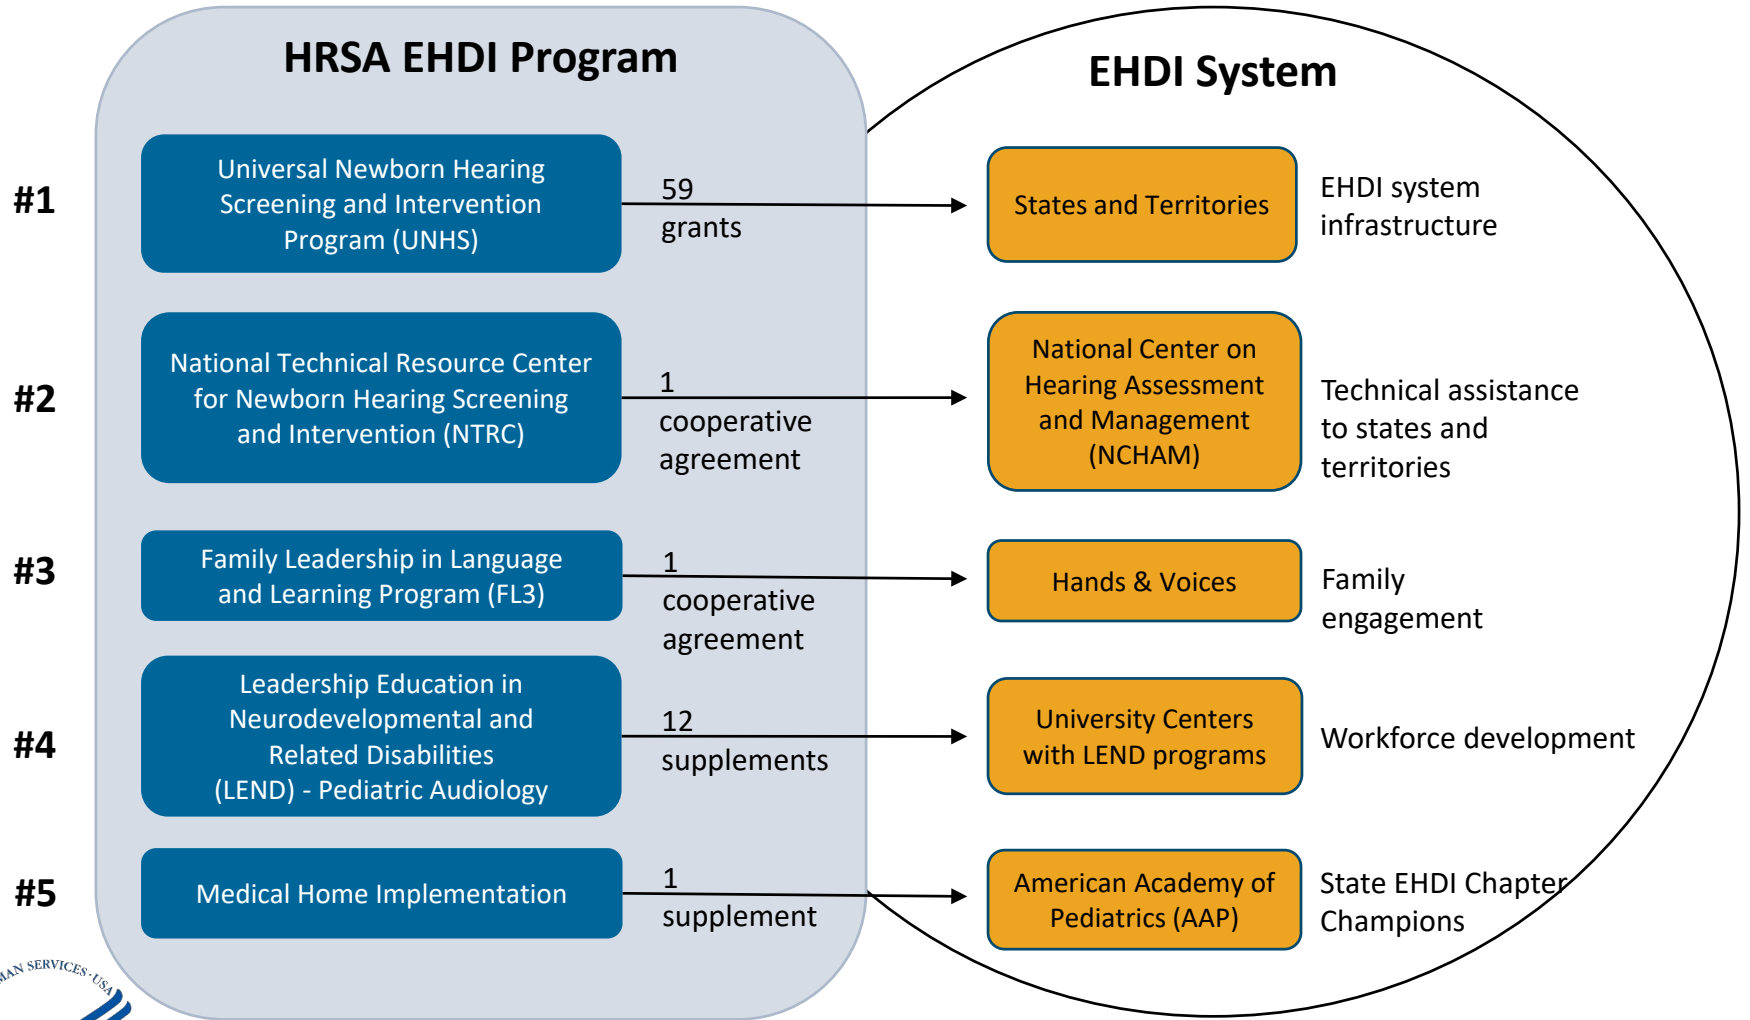 HRSA EHDI Program
EHDI System
#1
Universal Newborn Hearing
Screening and Intervention
Program (UNHS)
59
grants
States and Territories
EHDI system
infrastructure
#2
National Technical Resource Center
for Newborn Hearing Screening
and Intervention (NTRC)
1
cooperative
agreement
National Center on
Hearing Assessment
and Management
(NCHAM)
Technical assistance
to states and
territories
#3
Family Leadership in Language
and Learning Program (FL3)
1
cooperative
agreement
Hands & Voices
Family
engagement
#4
Leadership Education in
Neurodevelopmental and
Related Disabilities
(LEND) - Pediatric Audiology
12
supplements
University Centers
with LEND programs
Workforce development
#5
Medical Home Implementation
1
supplement
American Academy of
Pediatrics (AAP)
State EHDI Chapter
Champions
SERVICES · USA